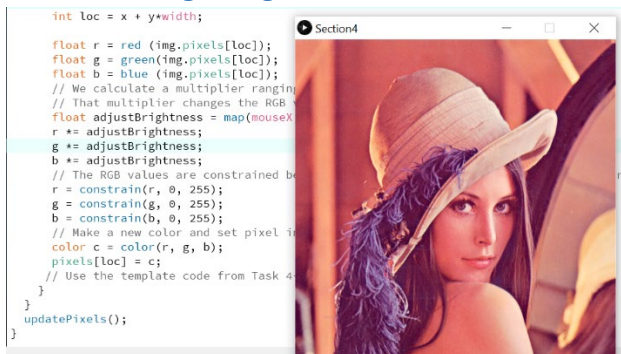 int loc = x + y*width;
Section4
float r = red (img.pixels[loc]);
float g = green(img.pixels[loc]);
float b = blue (img.pixels[loc]);
// We calculate a multiplier ranging
// That multiplier changes the RGB
float adjustBrightness = map(mouseX
r *= adjustBrightness;
g *= adjustBrightness;
b *= adjustBrightness;
// The RGB values are constrained be
r = constrain(r, 0, 255);
g = constrain(g, 0, 255);
b = constrain(b, 0, 255);
// Make a new color and set pixel i
color c = color(r, g, b);
pixels[loc] = c;
// Use the template code from Task 4
}
}
updatePixels();
}